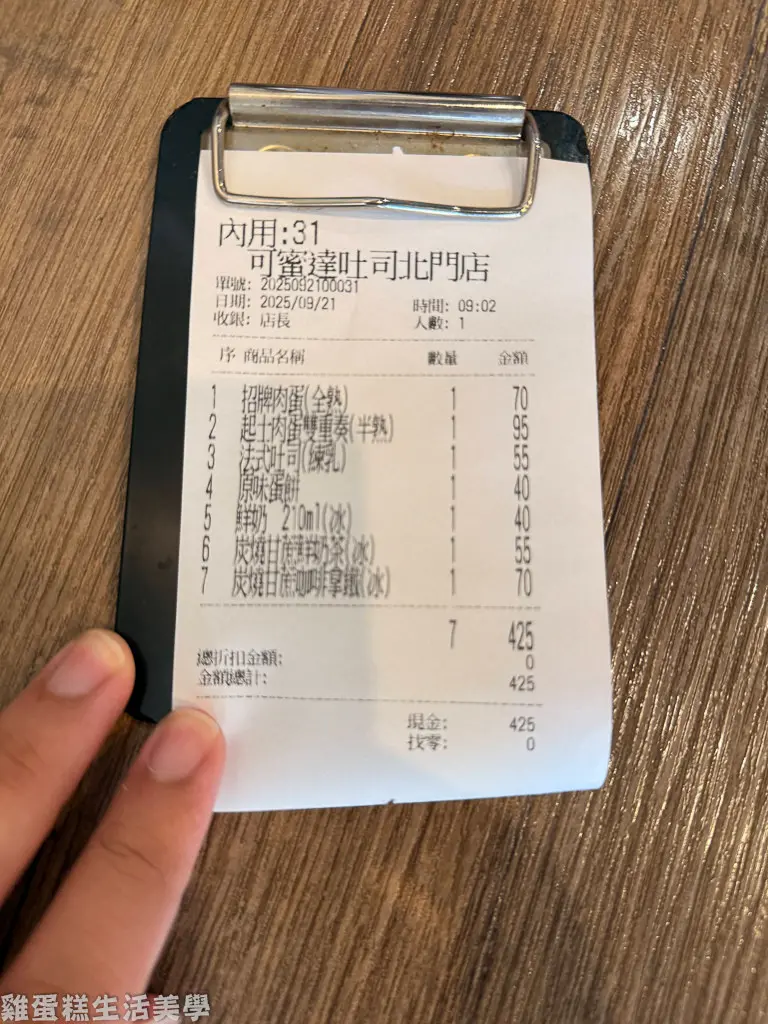 內用:31
可蜜達吐司北門店
單號: 2025092100031
日期: 2025/09/21 時間: 09:02
收銀: 店長 人數: 1
序 商品名稱 數量 金額
1 招牌肉蛋(全熟) 1 70
2 起士肉蛋雙重奏(半熟) 1 95
3 法式吐司(煉乳) 1 55
4 原味蛋餅 1 40
5 鮮奶 210ml(冰) 1 40
6 炭燒甘蔗鮮奶茶(冰) 1 55
7 炭燒甘蔗咖啡拿鐵(冰) 1 70
7 425
總折扣金額: 0
金額總計: 425
現金: 425
找零: 0
雞蛋糕生活美學